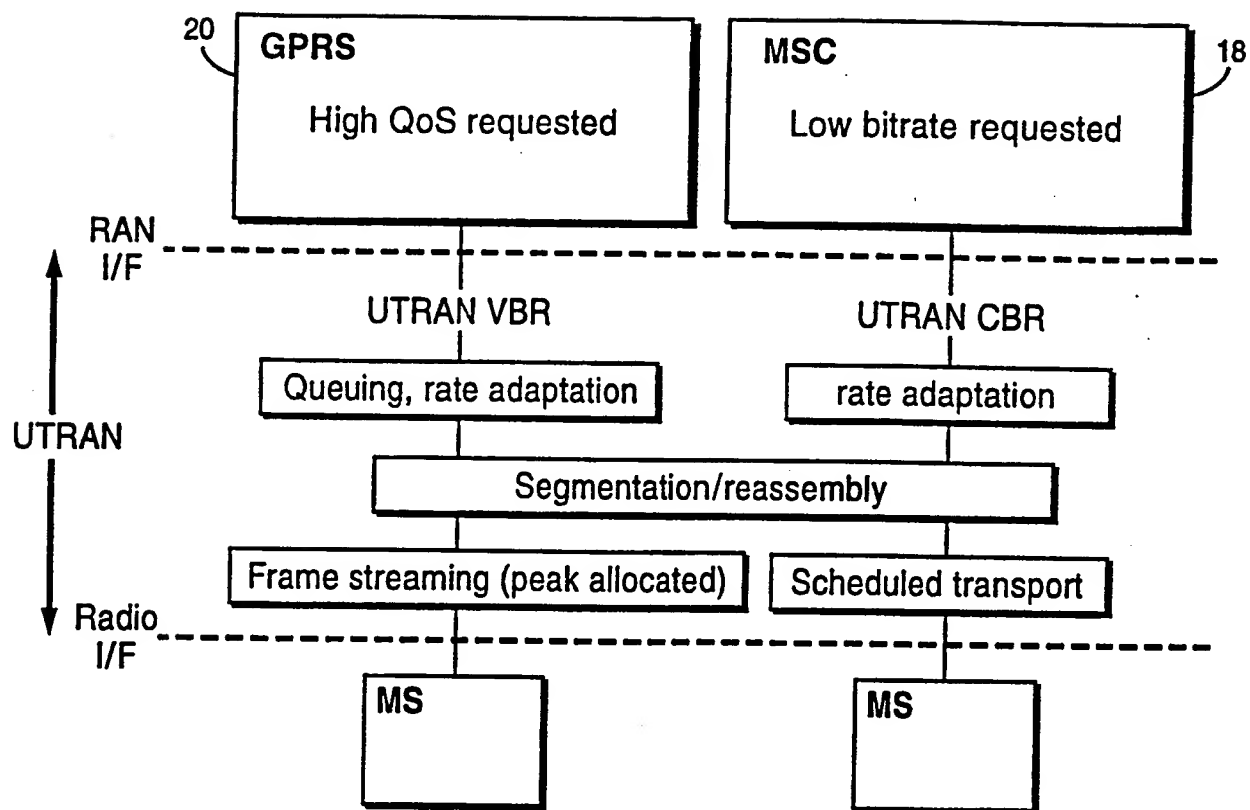 20
GPRS
High QoS requested
MSC
Low bitrate requested
18
RAN
I/F
UTRAN VBR
UTRAN CBR
Queuing, rate adaptation
rate adaptation
UTRAN
Segmentation/reassembly
Frame streaming (peak allocated)
Scheduled transport
Radio
I/F
MS
MS